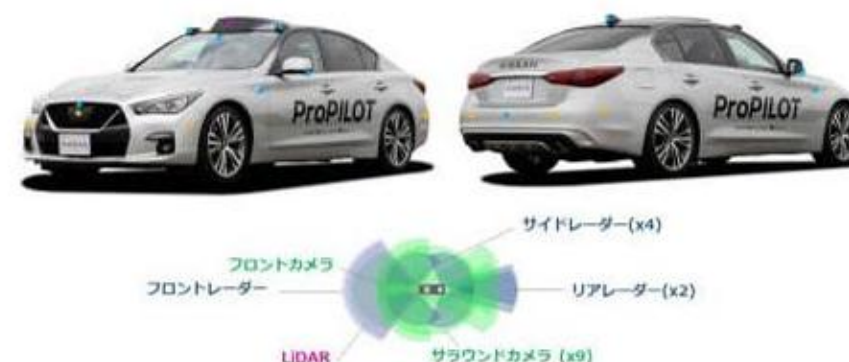 ProPILOT
ProPILOT
サイドレーダー(x4)
フロントカメラ
フロントレーダー
リアレーダー(x2)
LiDAR
サラウンドカメラ (x9)